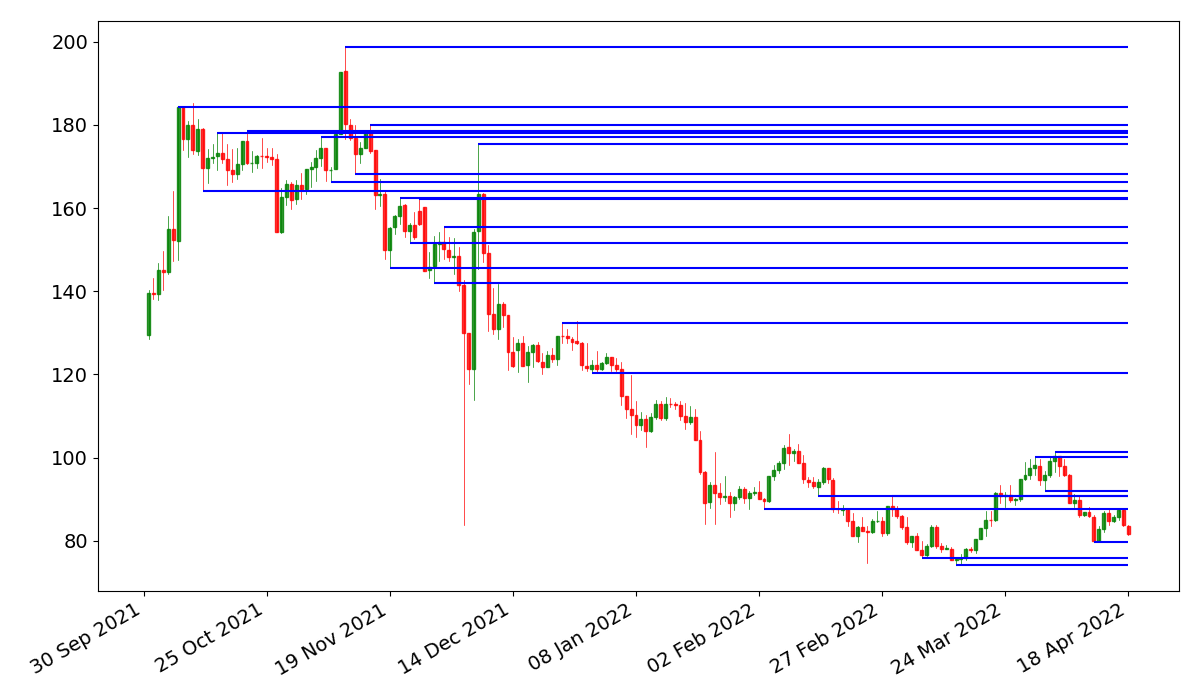 200
180
160
140
120
100
80
30 Sep 2021
25 Oct 2021
19 Nov 2021
14 Dec 2021
08 Jan 2022
02 Feb 2022
27 Feb 2022
24 Mar 2022
18 Apr 2022